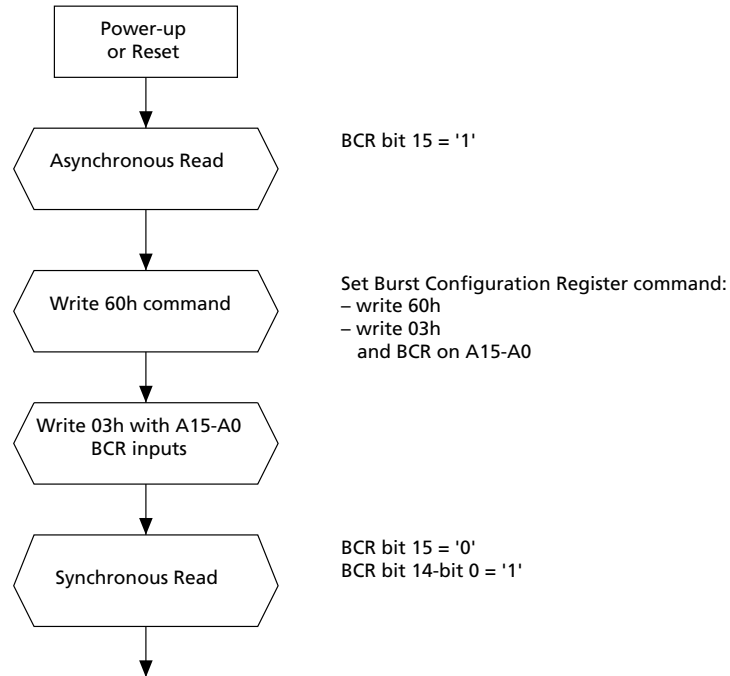 Power-up
or Reset
Asynchronous Read
BCR bit 15 = '1'
Write 60h command
Set Burst Configuration Register command:
– write 60h
– write 03h
and BCR on A15-A0
Write 03h with A15-A0
BCR inputs
Synchronous Read
BCR bit 15 = '0'
BCR bit 14-bit 0 = '1'